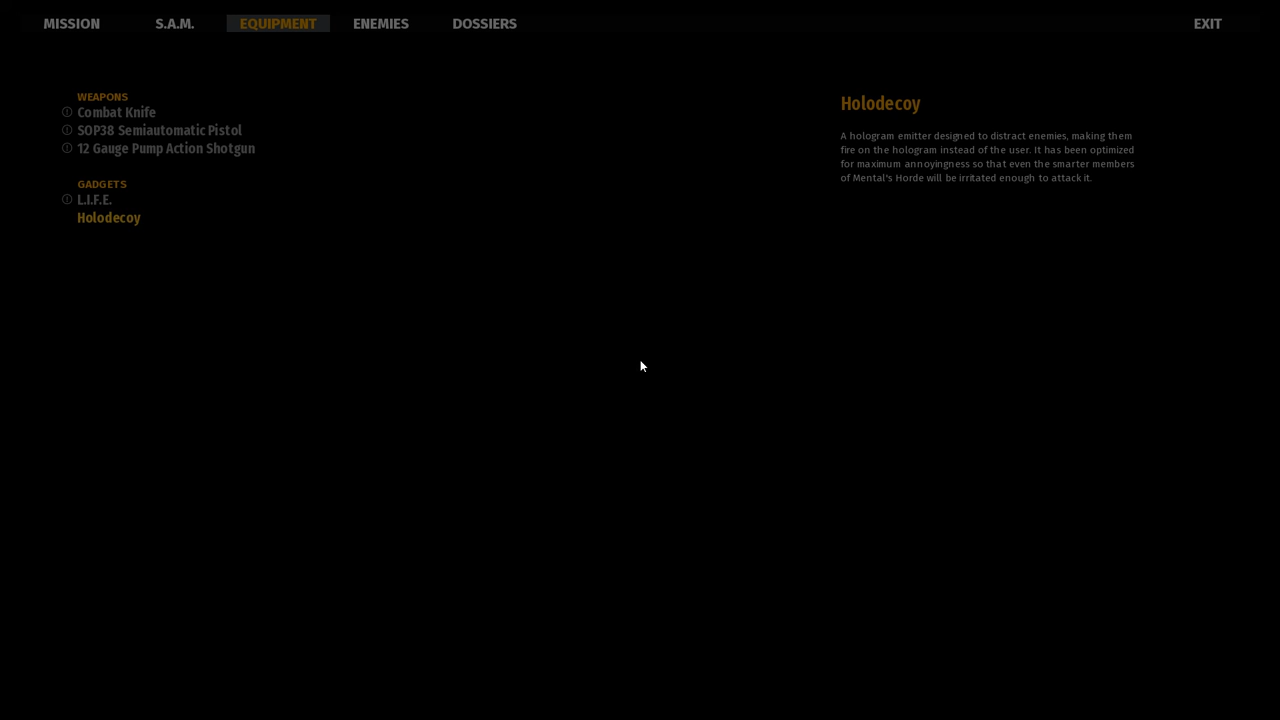 MISSION S.A.M. EQUIPMENT ENEMIES DOSSIERS EXIT
WEAPONS
Combat Knife
SOP38 Semiautomatic Pistol
12 Gauge Pump Action Shotgun
GADGETS
L.I.F.E.
Holodecoy
Holodecoy
A hologram emitter designed to distract enemies, making them
fire on the hologram instead of the user. It has been optimized
for maximum annoyingness so that even the smarter members
of Mental's Horde will be irritated enough to attack it.